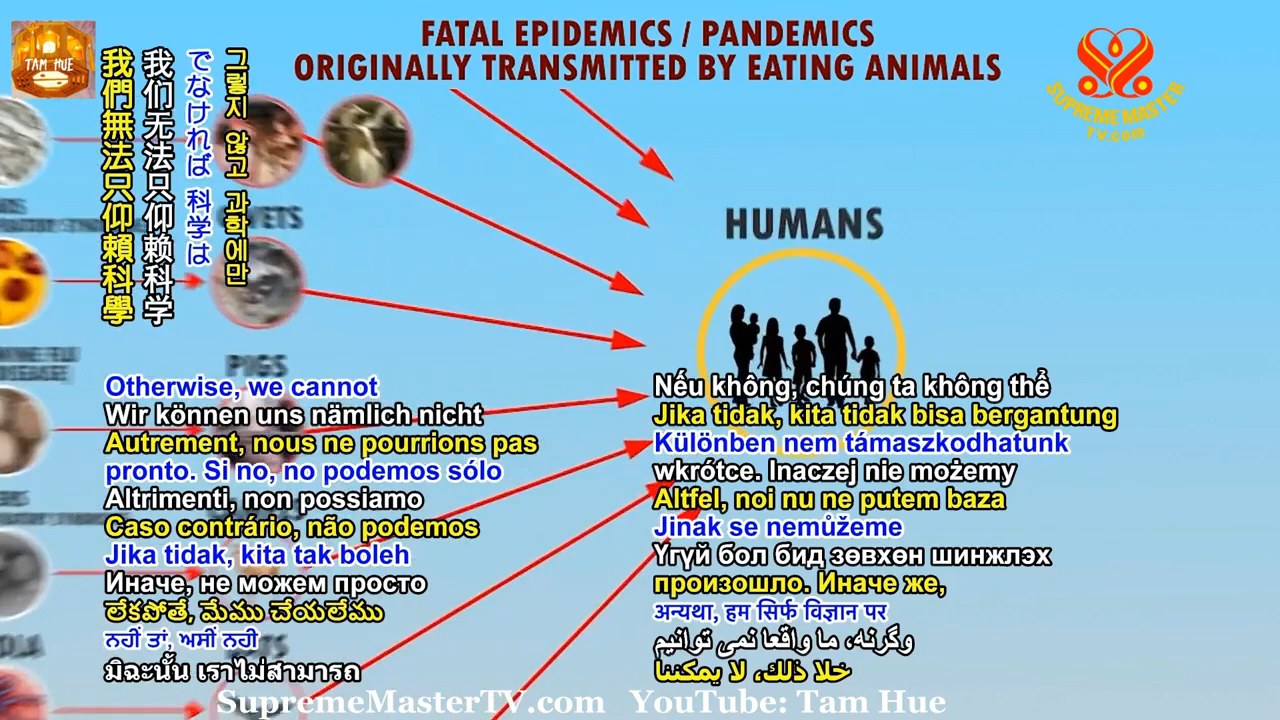 FATAL EPIDEMICS / PANDEMICS
ORIGINALLY TRANSMITTED BY EATING ANIMALS
TAM HUE
SUPREME MASTER
TV.com
我們無法只仰賴科學
我们无法只仰赖科学
でなければ 科学は
그렇지 않고 과학에만
HUMANS
PIGS
Otherwise, we cannot
Wir können uns nämlich nicht
Autrement, nous ne pourrions pas
pronto. Si no, no podemos sólo
Altrimenti, non possiamo
Caso contrário, não podemos
Jika tidak, kita tak boleh
Иначе, не можем просто
లేకపోతే, మేము చేయలేము
ਨਹੀਂ ਤਾਂ, ਅਸੀਂ ਨਹੀ
มิฉะนั้น เราไม่สามารถ
Nếu không, chúng ta không thể
Jika tidak, kita tidak bisa bergantung
Különben nem támaszkodhatunk
wkrótce. Inaczej nie możemy
Altfel, noi nu ne putem baza
Jinak se nemůžeme
Үгүй бол бид зөвхөн шинжлэх
произошло. Иначе же,
अन्यथा, हम सिर्फ विज्ञान पर
وگرنه، ما واقعا نمی توانیم
خلا ذلك، لا يمكننا
SupremeMasterTV.com YouTube: Tam Hue